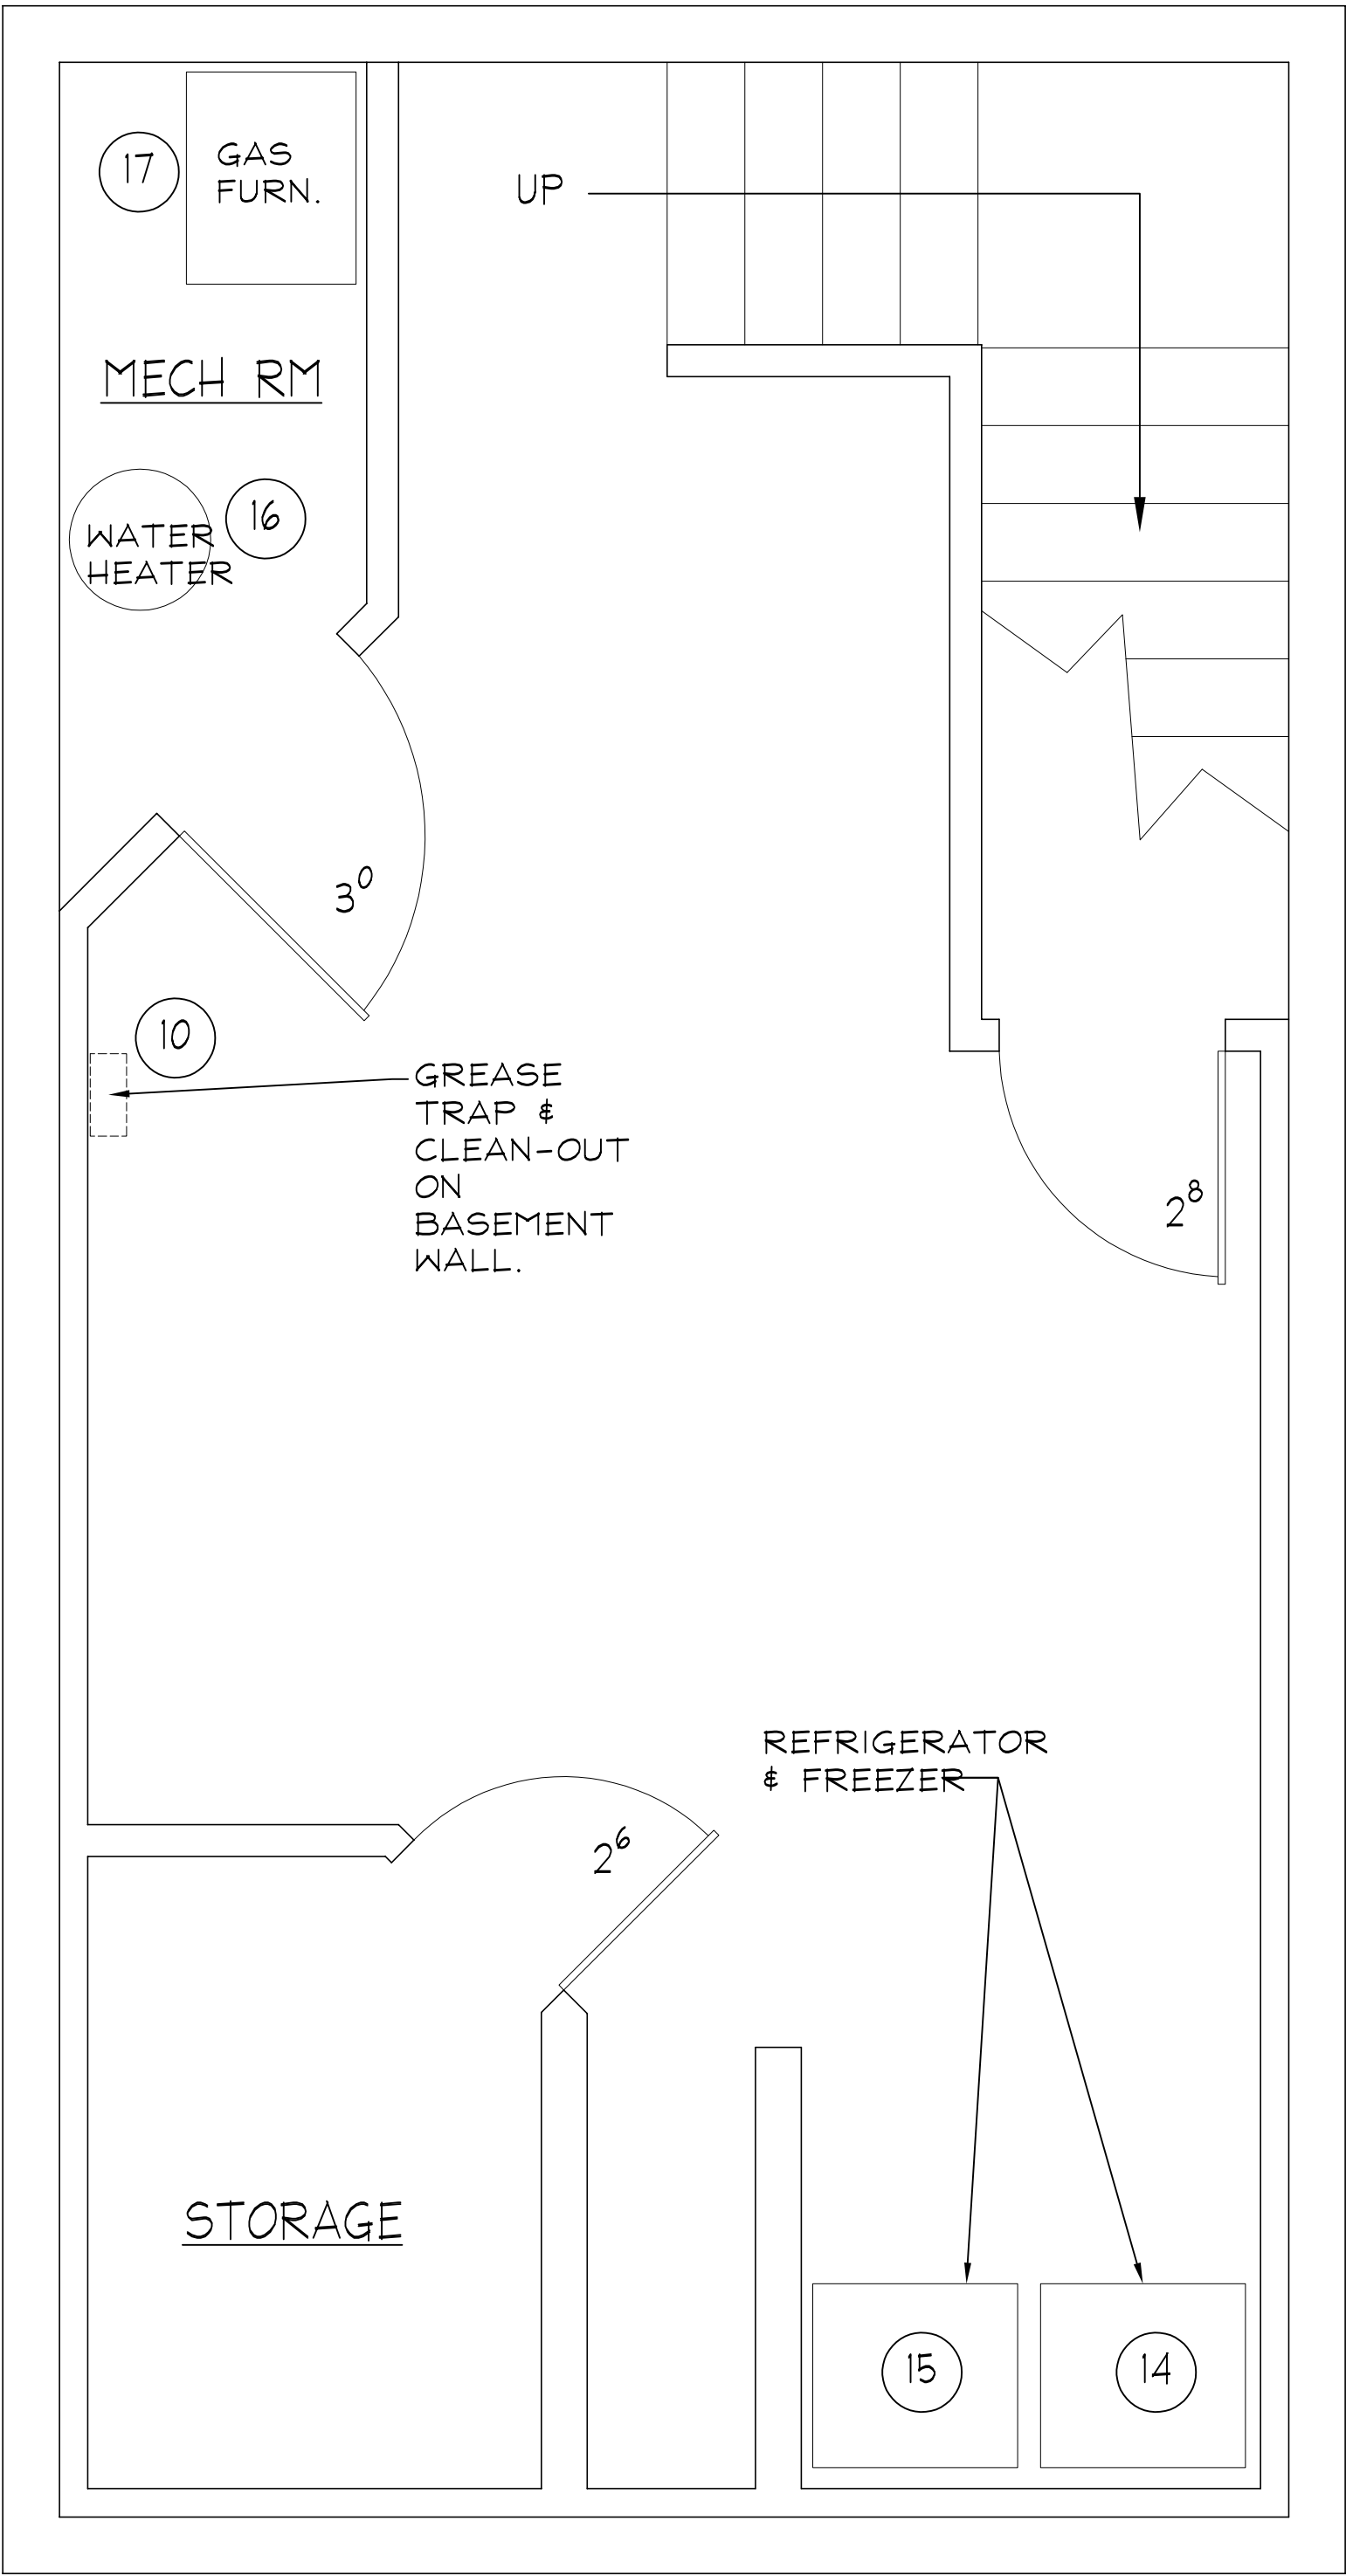 17
GAS
FURN.
UP
MECH RM
16
WATER
HEATER
3⁰
10
GREASE
TRAP &
CLEAN-OUT
ON
BASEMENT
WALL.
2⁸
REFRIGERATOR
& FREEZER
2⁶
STORAGE
15
14